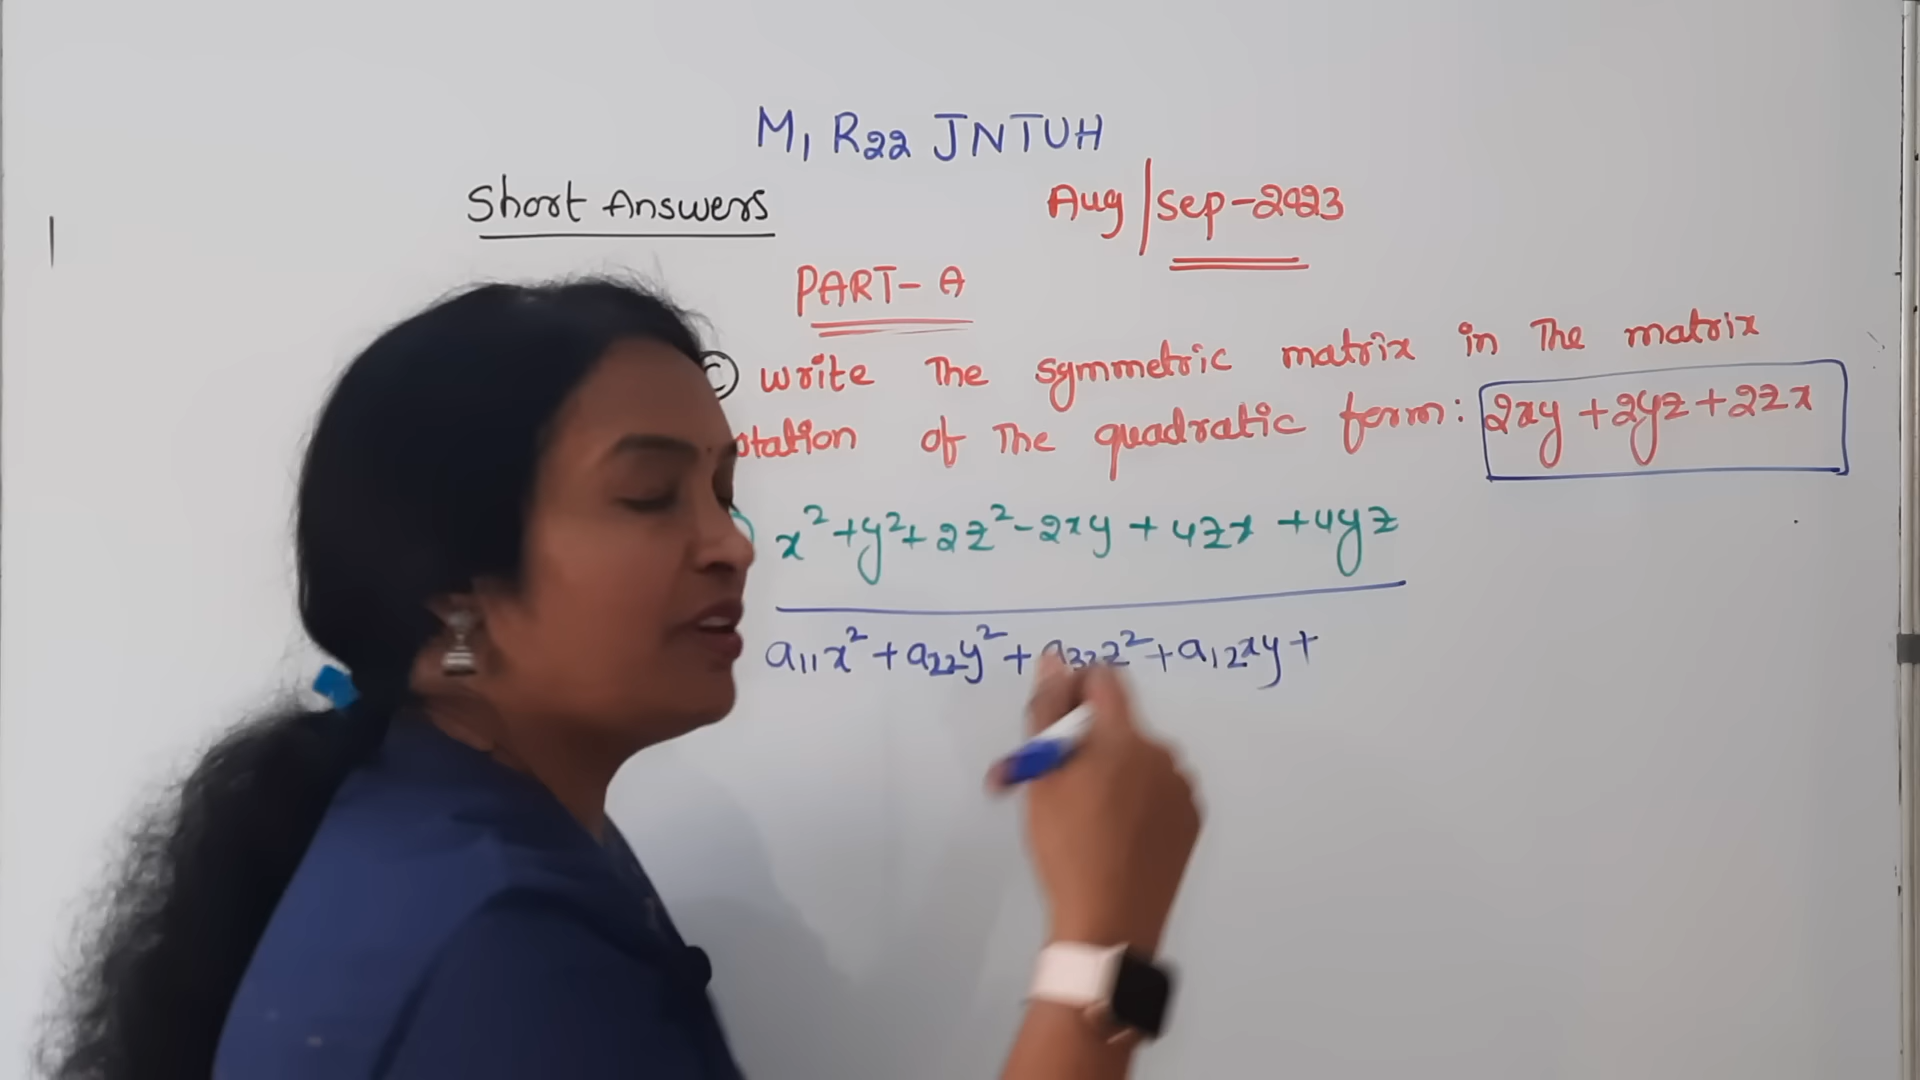 M1 R22 JNTUH
Short Answers Aug/Sep-2023
PART-A
C) write The symmetric matrix in The matrix
of The quadratic form: 2xy+2yz+2zx
x²+y²+2z²-2xy+4zx+4yz
a11x²+a22y²+a33z²+a12xy+